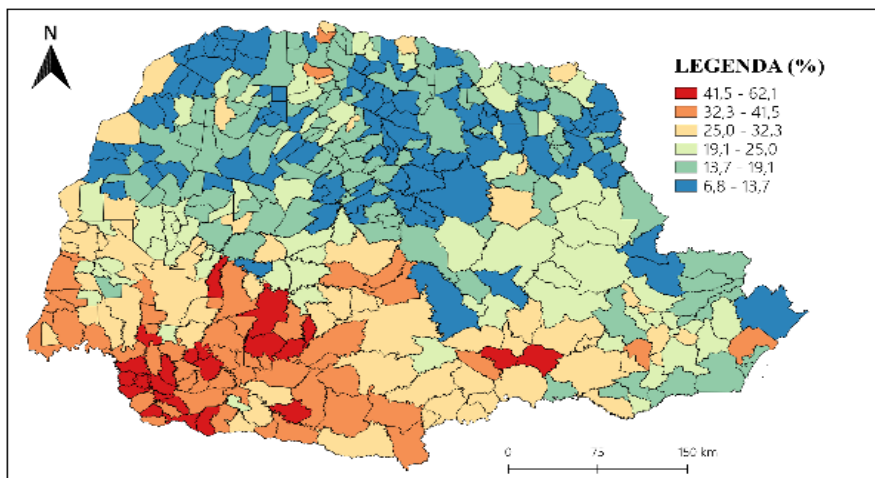 N
LEGENDA (%)
41,5 - 62,1
32,3 - 41,5
25,0 - 32,3
19,1 - 25,0
13,7 - 19,1
6,8 - 13,7
0 75 150 km